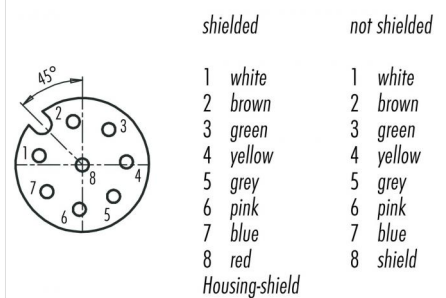 shielded not shielded
45°
1 white 1 white
2 brown 2 brown
3 green 3 green
4 yellow 4 yellow
5 grey 5 grey
6 pink 6 pink
7 blue 7 blue
8 red 8 shield
Housing-shield
2
3
1
4
8
7
6
5